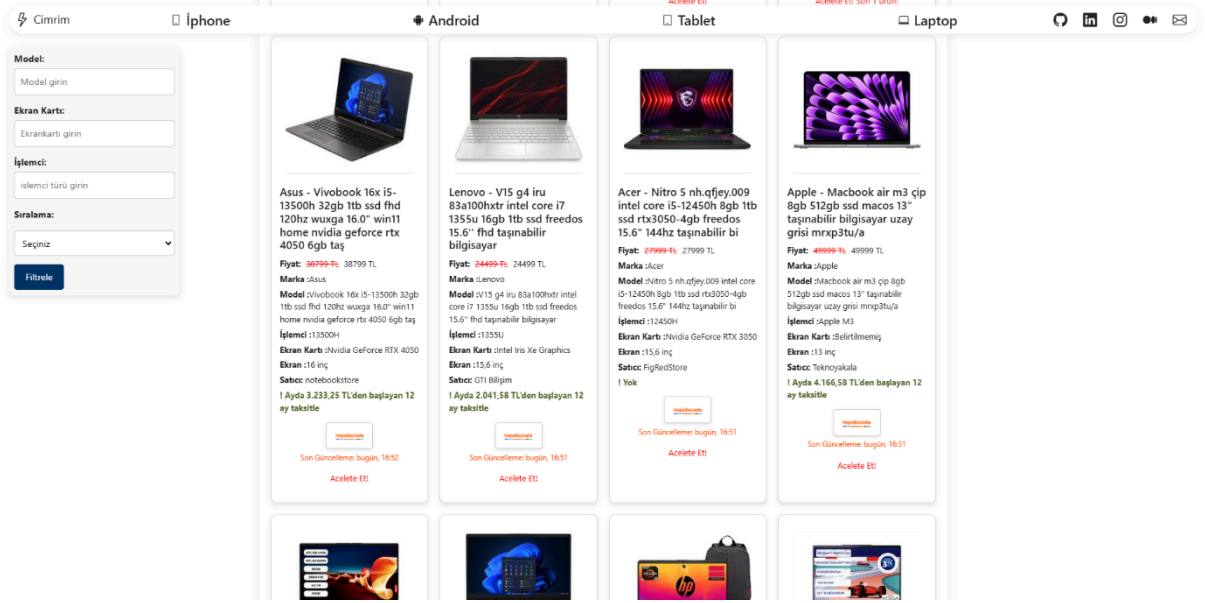 Acelete Et!
Acelete Et! Son 1 ürün!
Cimrim
İphone
Android
Tablet
Laptop
Model:
Model girin
Ekran Kartı:
Ekrankartı girin
İşlemci:
islemci türü girin
Sıralama:
Seçiniz
Filtrele
Asus - Vivobook 16x i5-
13500h 32gb 1tb ssd fhd
120hz wuxga 16.0" win11
home nvidia geforce rtx
4050 6gb taş
Fiyat: 38799 TL 38799 TL
Marka :Asus
Model :Vivobook 16x i5-13500h 32gb
1tb ssd fhd 120hz wuxga 16.0" win11
home nvidia geforce rtx 4050 6gb taş
İşlemci :13500H
Ekran Kartı :Nvidia GeForce RTX 4050
Ekran :16 inç
Satıcı: notebookstore
! Ayda 3.233,25 TL'den başlayan 12
ay taksitle
hepsiburada
Son Güncelleme: bugün, 16:52
Acelete Et!
Lenovo - V15 g4 iru
83a100hxtr intel core i7
1355u 16gb 1tb ssd freedos
15.6'' fhd taşınabilir
bilgisayar
Fiyat: 24499 TL 24499 TL
Marka :Lenovo
Model :V15 g4 iru 83a100hxtr intel
core i7 1355u 16gb 1tb ssd freedos
15.6'' fhd taşınabilir bilgisayar
İşlemci :1355U
Ekran Kartı :Intel Iris Xe Graphics
Ekran :15,6 inç
Satıcı: GTI Bilişim
! Ayda 2.041,58 TL'den başlayan 12
ay taksitle
hepsiburada
Son Güncelleme: bugün, 16:51
Acelete Et!
Acer - Nitro 5 nh.qfjey.009
intel core i5-12450h 8gb 1tb
ssd rtx3050-4gb freedos
15.6" 144hz taşınabilir bi
Fiyat: 27999 TL 27999 TL
Marka :Acer
Model :Nitro 5 nh.qfjey.009 intel core
i5-12450h 8gb 1tb ssd rtx3050-4gb
freedos 15.6" 144hz taşınabilir bi
İşlemci :12450H
Ekran Kartı :Nvidia GeForce RTX 3050
Ekran :15,6 inç
Satıcı: FigRedStore
! Yok
hepsiburada
Son Güncelleme: bugün, 16:51
Acelete Et!
Apple - Macbook air m3 çip
8gb 512gb ssd macos 13"
taşınabilir bilgisayar uzay
grisi mrxp3tu/a
Fiyat: 49999 TL 49999 TL
Marka :Apple
Model :Macbook air m3 çip 8gb
512gb ssd macos 13" taşınabilir
bilgisayar uzay grisi mrxp3tu/a
İşlemci :Apple M3
Ekran Kartı :Belirtilmemiş
Ekran :13 inç
Satıcı: Teknoyakala
! Ayda 4.166,58 TL'den başlayan 12
ay taksitle
hepsiburada
Son Güncelleme: bugün, 16:51
Acelete Et!
hp